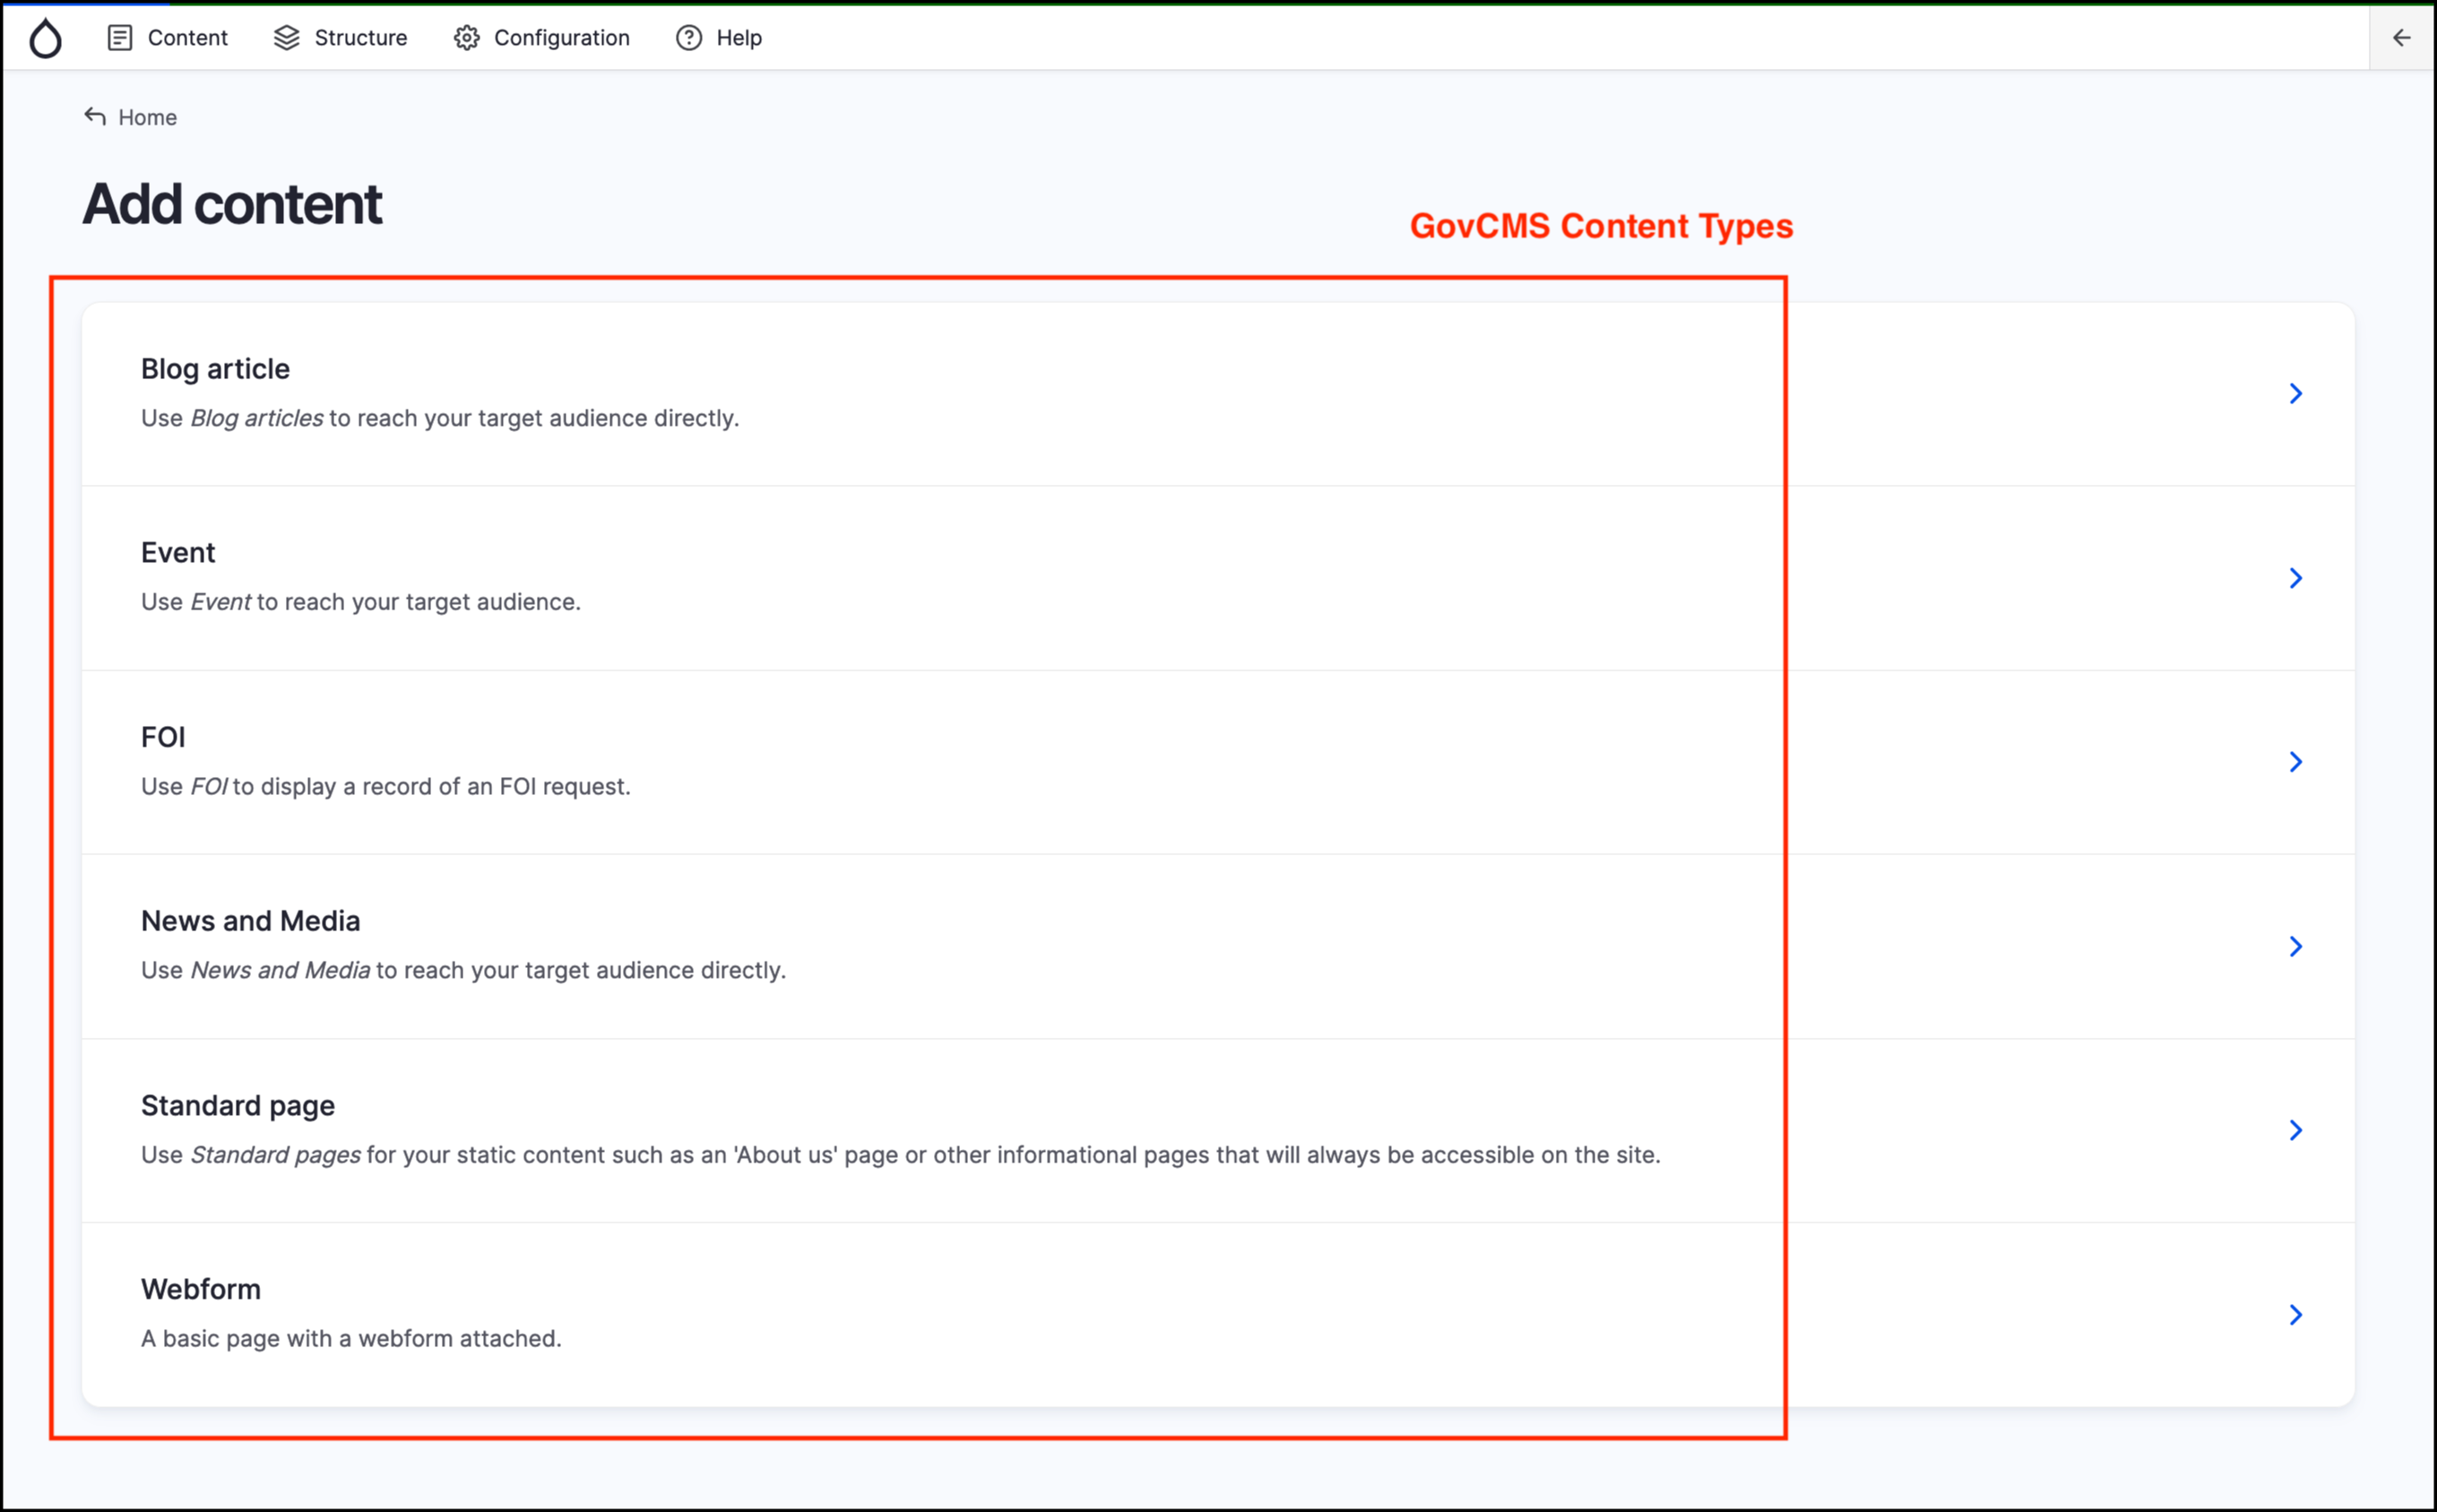 Content Structure Configuration Help
Home
Add content
GovCMS Content Types
Blog article
Use Blog articles to reach your target audience directly.
Event
Use Event to reach your target audience.
FOI
Use FOI to display a record of an FOI request.
News and Media
Use News and Media to reach your target audience directly.
Standard page
Use Standard pages for your static content such as an 'About us' page or other informational pages that will always be accessible on the site.
Webform
A basic page with a webform attached.